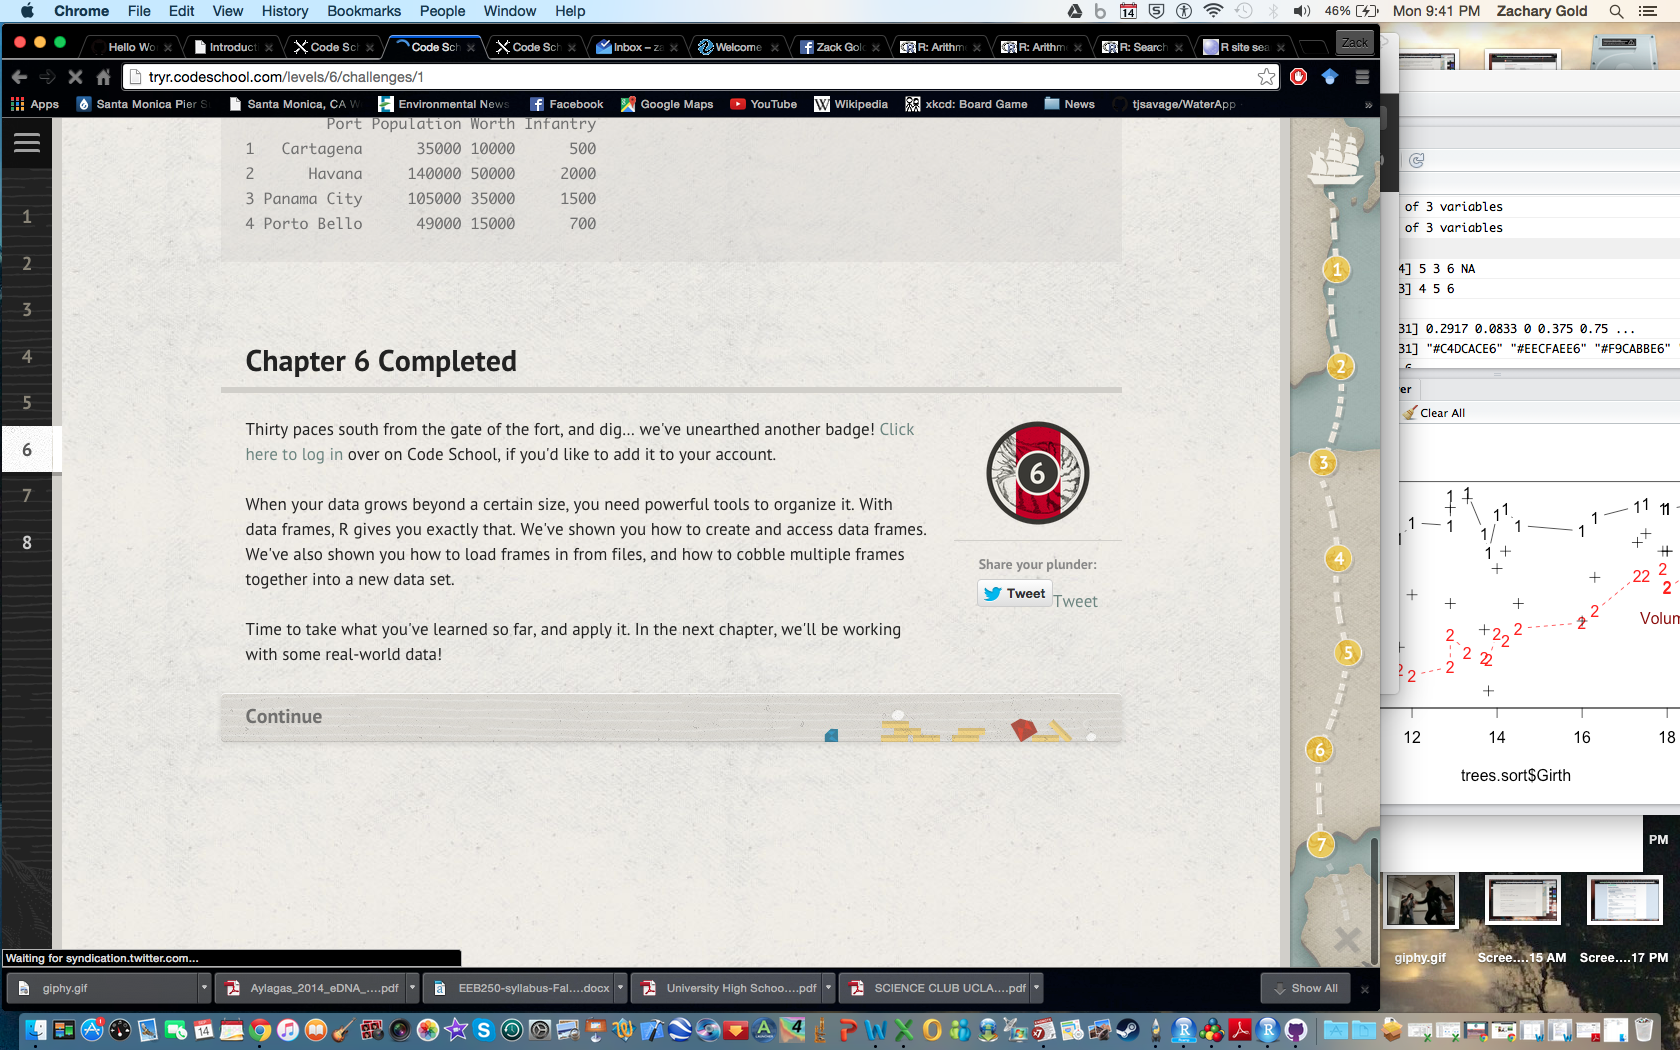 Chrome File Edit View History Bookmarks People Window Help 14 46% Mon 9:41 PM Zachary Gold
Hello Wo Introduct Code Sch Code Sch Code Sch Inbox – za Welcome Zack Gol R: Arithm R: Arithm R: Search R site sea Zack
tryr.codeschool.com/levels/6/challenges/1
Apps Santa Monica Pier S Santa Monica, CA W Environmental News Facebook Google Maps YouTube Wikipedia xkcd: Board Game News tjsavage/WaterApp »
Port Population Worth Infantry
1 Cartagena 35000 10000 500
2 Havana 140000 50000 2000
3 Panama City 105000 35000 1500
4 Porto Bello 49000 15000 700
1
2
3
4
5
6
7
8
Chapter 6 Completed
Thirty paces south from the gate of the fort, and dig... we've unearthed another badge! Click
here to log in over on Code School, if you'd like to add it to your account.
When your data grows beyond a certain size, you need powerful tools to organize it. With
data frames, R gives you exactly that. We've shown you how to create and access data frames.
We've also shown you how to load frames in from files, and how to cobble multiple frames
together into a new data set.
Time to take what you've learned so far, and apply it. In the next chapter, we'll be working
with some real-world data!
6
Share your plunder:
Tweet Tweet
Continue
1
2
3
4
5
6
7
of 3 variables
of 3 variables
4] 5 3 6 NA
3] 4 5 6
31] 0.2917 0.0833 0 0.375 0.75 ...
31] "#C4DCACE6" "#EECFAEE6" "#F9CABBE6"
er
Clear All
Volum
12 14 16 18
trees.sort$Girth
PM
giphy.gif Scree....15 AM Scree....17 PM
Waiting for syndication.twitter.com...
giphy.gif Aylagas_2014_eDNA_....pdf EEB250-syllabus-Fal....docx University High Schoo....pdf SCIENCE CLUB UCLA....pdf Show All